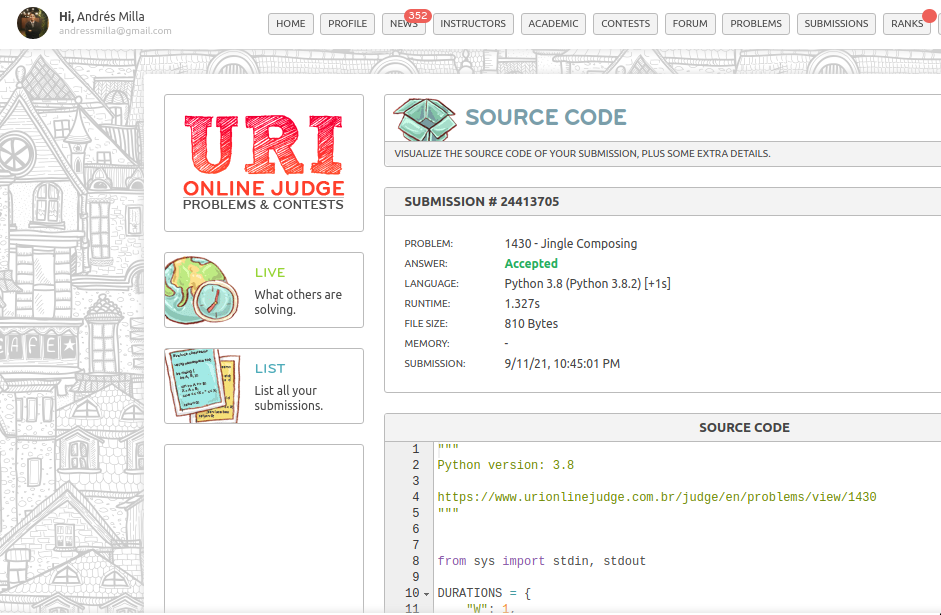 Hi, Andrés Milla
andressmilla@gmail.com
HOME
PROFILE
NEWS
352
INSTRUCTORS
ACADEMIC
CONTESTS
FORUM
PROBLEMS
SUBMISSIONS
RANKS
URI
ONLINE JUDGE
PROBLEMS & CONTESTS
LIVE
What others are
solving.
LIST
List all your
submissions.
AFE★
SOURCE CODE
VISUALIZE THE SOURCE CODE OF YOUR SUBMISSION, PLUS SOME EXTRA DETAILS.
SUBMISSION # 24413705
PROBLEM: 1430 - Jingle Composing
ANSWER: Accepted
LANGUAGE: Python 3.8 (Python 3.8.2) [+1s]
RUNTIME: 1.327s
FILE SIZE: 810 Bytes
MEMORY: -
SUBMISSION: 9/11/21, 10:45:01 PM
SOURCE CODE
1 """
2 Python version: 3.8
3
4 https://www.urionlinejudge.com.br/judge/en/problems/view/1430
5 """
6
7
8 from sys import stdin, stdout
9
10 DURATIONS = {
11 "W": 1,